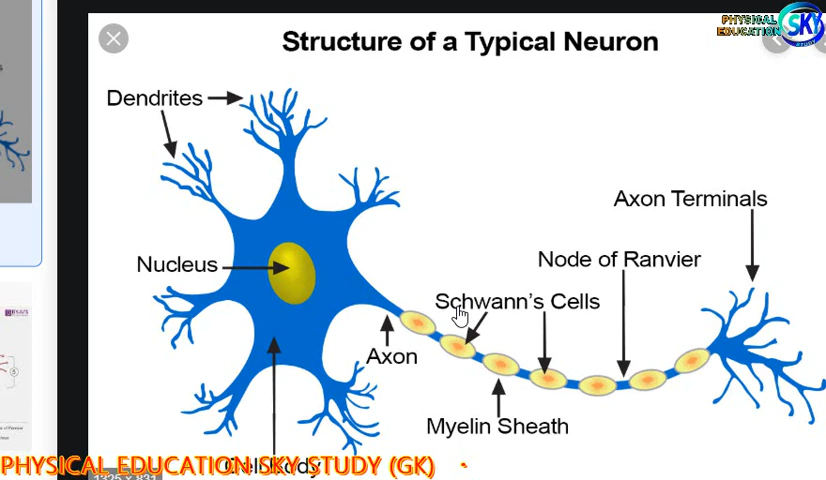 PHYSICAL
EDUCATION
SKY
STUDY
Structure of a Typical Neuron
Dendrites
Axon Terminals
Node of Ranvier
Nucleus
Schwann's Cells
Axon
Myelin Sheath
Cell Body
PHYSICAL EDUCATION SKY STUDY (GK)